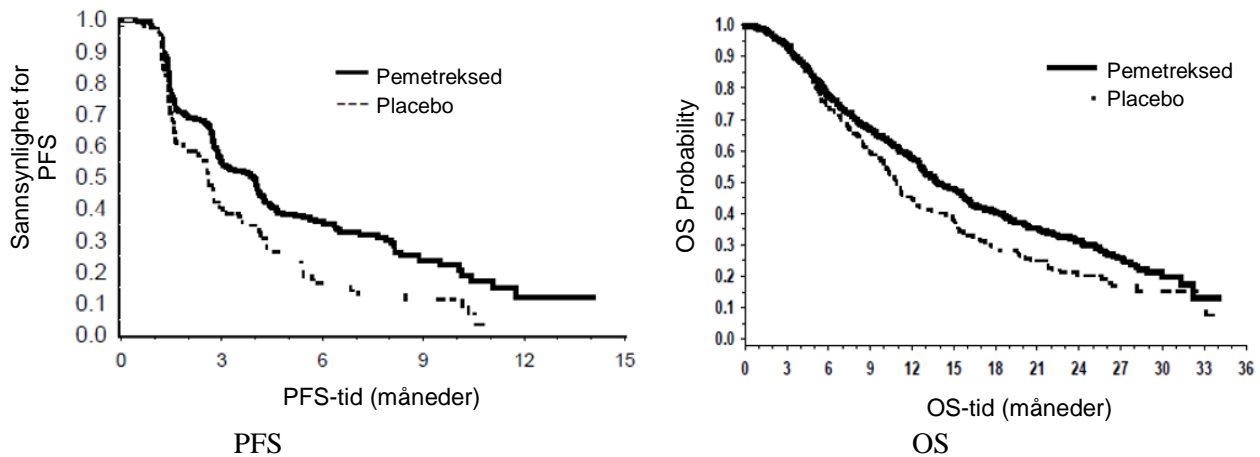 Sannsynlighet for
PFS
1.0
0.9
0.8
0.7
0.6
0.5
0.4
0.3
0.2
0.1
0.0
Pemetreksed
Placebo
0 3 6 9 12 15
PFS-tid (måneder)
PFS
OS Probability
1.0
0.9
0.8
0.7
0.6
0.5
0.4
0.3
0.2
0.1
0.0
Pemetreksed
Placebo
0 3 6 9 12 15 18 21 24 27 30 33 36
OS-tid (måneder)
OS